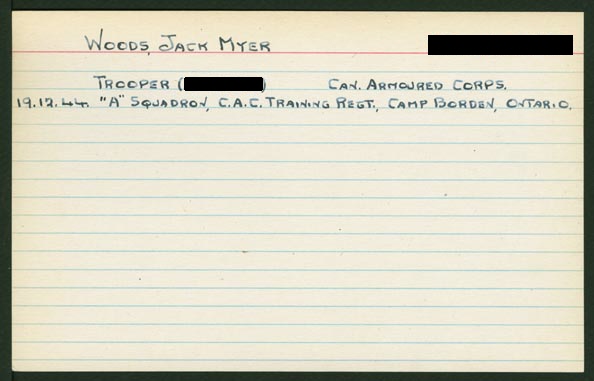 WOODS, JACK MYER
TROOPER ( ) CAN. ARMOURED CORPS.
19.12.44. "A" SQUADRON, C.A.C. TRAINING REGT., CAMP BORDEN, ONTARIO.